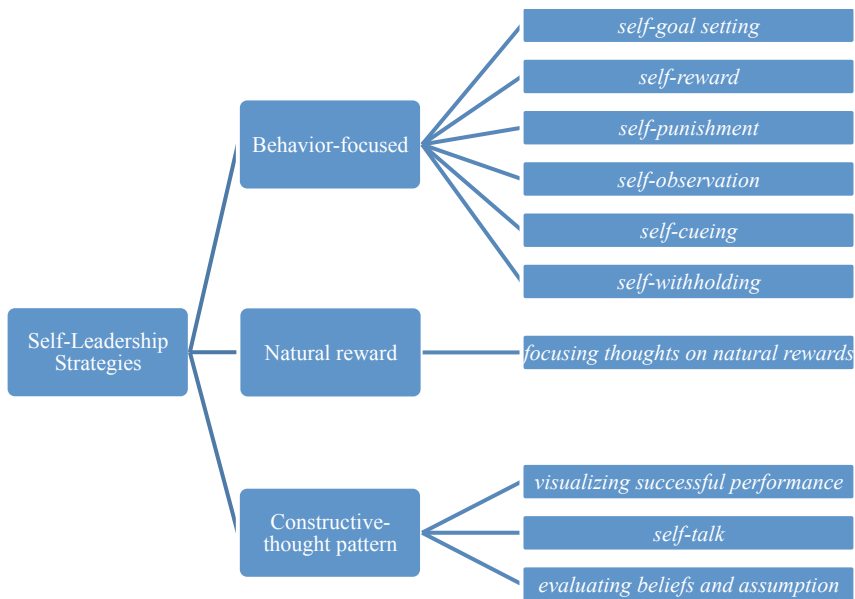 Self-Leadership
Strategies
Behavior-focused
self-goal setting
self-reward
self-punishment
self-observation
self-cueing
self-withholding
Natural reward
focusing thoughts on natural rewards
Constructive-
thought pattern
visualizing successful performance
self-talk
evaluating beliefs and assumption